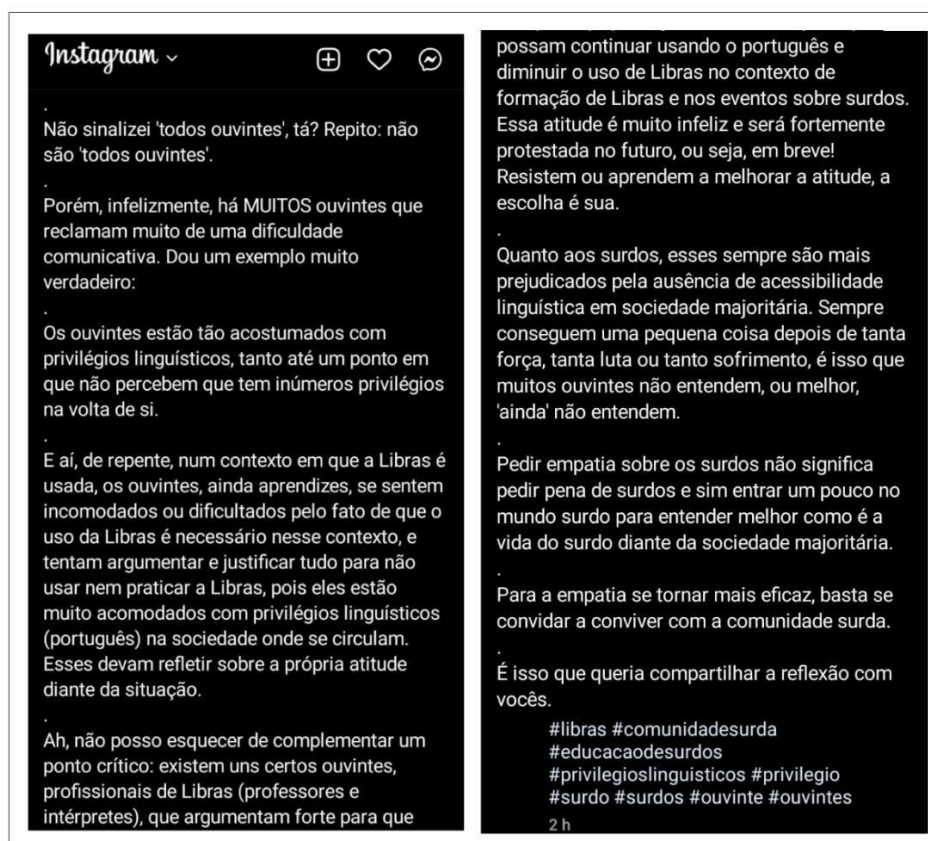 Instagram
.
Não sinalizei 'todos ouvintes', tá? Repito: não
são 'todos ouvintes'.
.
Porém, infelizmente, há MUITOS ouvintes que
reclamam muito de uma dificuldade
comunicativa. Dou um exemplo muito
verdadeiro:
.
Os ouvintes estão tão acostumados com
privilégios linguísticos, tanto até um ponto em
que não percebem que tem inúmeros privilégios
na volta de si.
.
E aí, de repente, num contexto em que a Libras é
usada, os ouvintes, ainda aprendizes, se sentem
incomodados ou dificultados pelo fato de que o
uso da Libras é necessário nesse contexto, e
tentam argumentar e justificar tudo para não
usar nem praticar a Libras, pois eles estão
muito acomodados com privilégios linguísticos
(português) na sociedade onde se circulam.
Esses devam refletir sobre a própria atitude
diante da situação.
.
Ah, não posso esquecer de complementar um
ponto crítico: existem uns certos ouvintes,
profissionais de Libras (professores e
intérpretes), que argumentam forte para que
possam continuar usando o português e
diminuir o uso de Libras no contexto de
formação de Libras e nos eventos sobre surdos.
Essa atitude é muito infeliz e será fortemente
protestada no futuro, ou seja, em breve!
Resistem ou aprendem a melhorar a atitude, a
escolha é sua.
.
Quanto aos surdos, esses sempre são mais
prejudicados pela ausência de acessibilidade
linguística em sociedade majoritária. Sempre
conseguem uma pequena coisa depois de tanta
força, tanta luta ou tanto sofrimento, é isso que
muitos ouvintes não entendem, ou melhor,
'ainda' não entendem.
.
Pedir empatia sobre os surdos não significa
pedir pena de surdos e sim entrar um pouco no
mundo surdo para entender melhor como é a
vida do surdo diante da sociedade majoritária.
.
Para a empatia se tornar mais eficaz, basta se
convidar a conviver com a comunidade surda.
.
É isso que queria compartilhar a reflexão com
vocês.
#libras #comunidadesurda
#educacaodesurdos
#privilegioslinguisticos #privilegio
#surdo #surdos #ouvinte #ouvintes
2 h